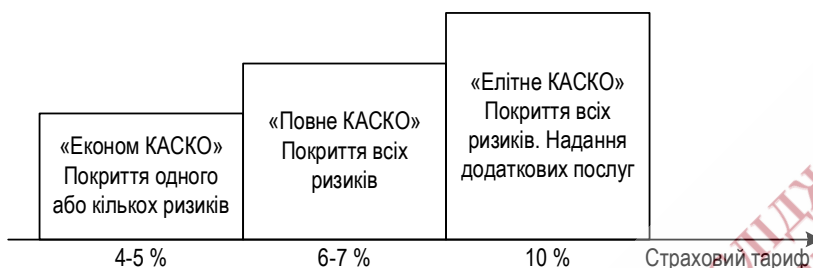 «Економ КАСКО»
Покриття одного
або кількох ризиків
«Повне КАСКО»
Покриття всіх
ризиків
«Елітне КАСКО»
Покриття всіх
ризиків. Надання
додаткових послуг
4-5 %
6-7 %
10 %
Страховий тариф